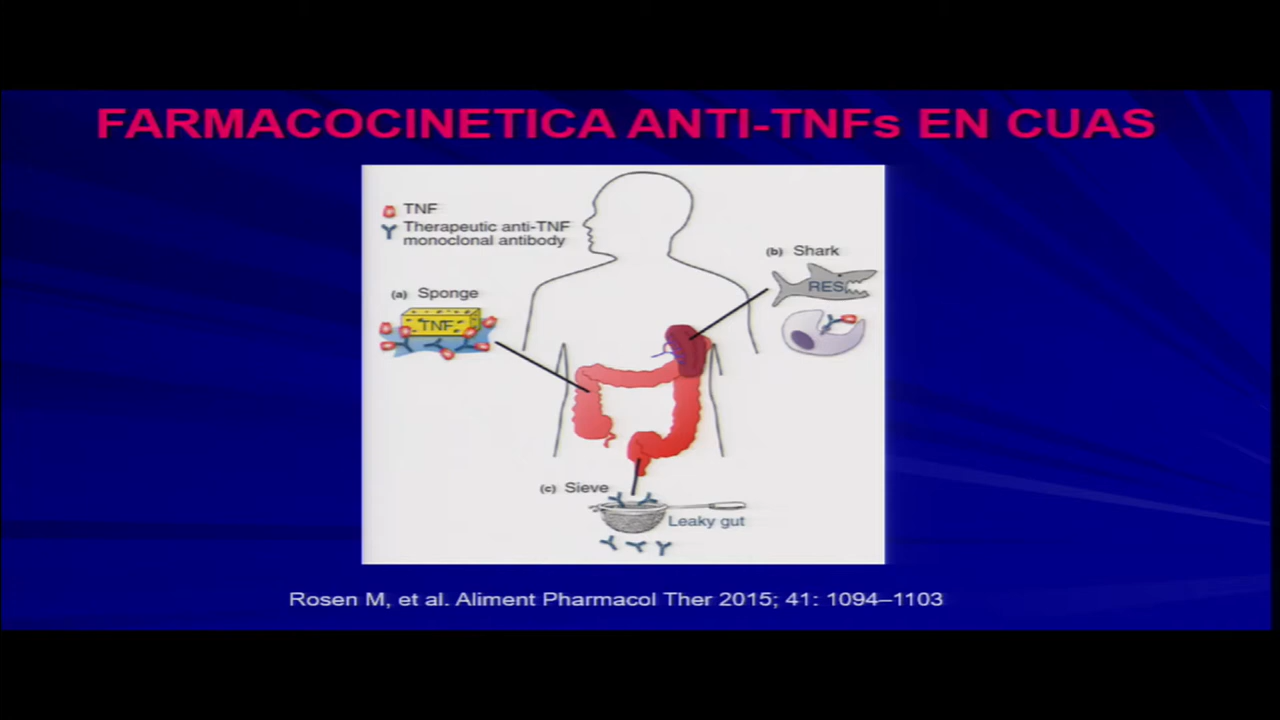 FARMACOCINETICA ANTI-TNFs EN CUAS
TNF
Therapeutic anti-TNF
monoclonal antibody
(a) Sponge
TNF
(b) Shark
RES
(c) Sieve
Leaky gut
Rosen M, et al. Aliment Pharmacol Ther 2015; 41: 1094–1103